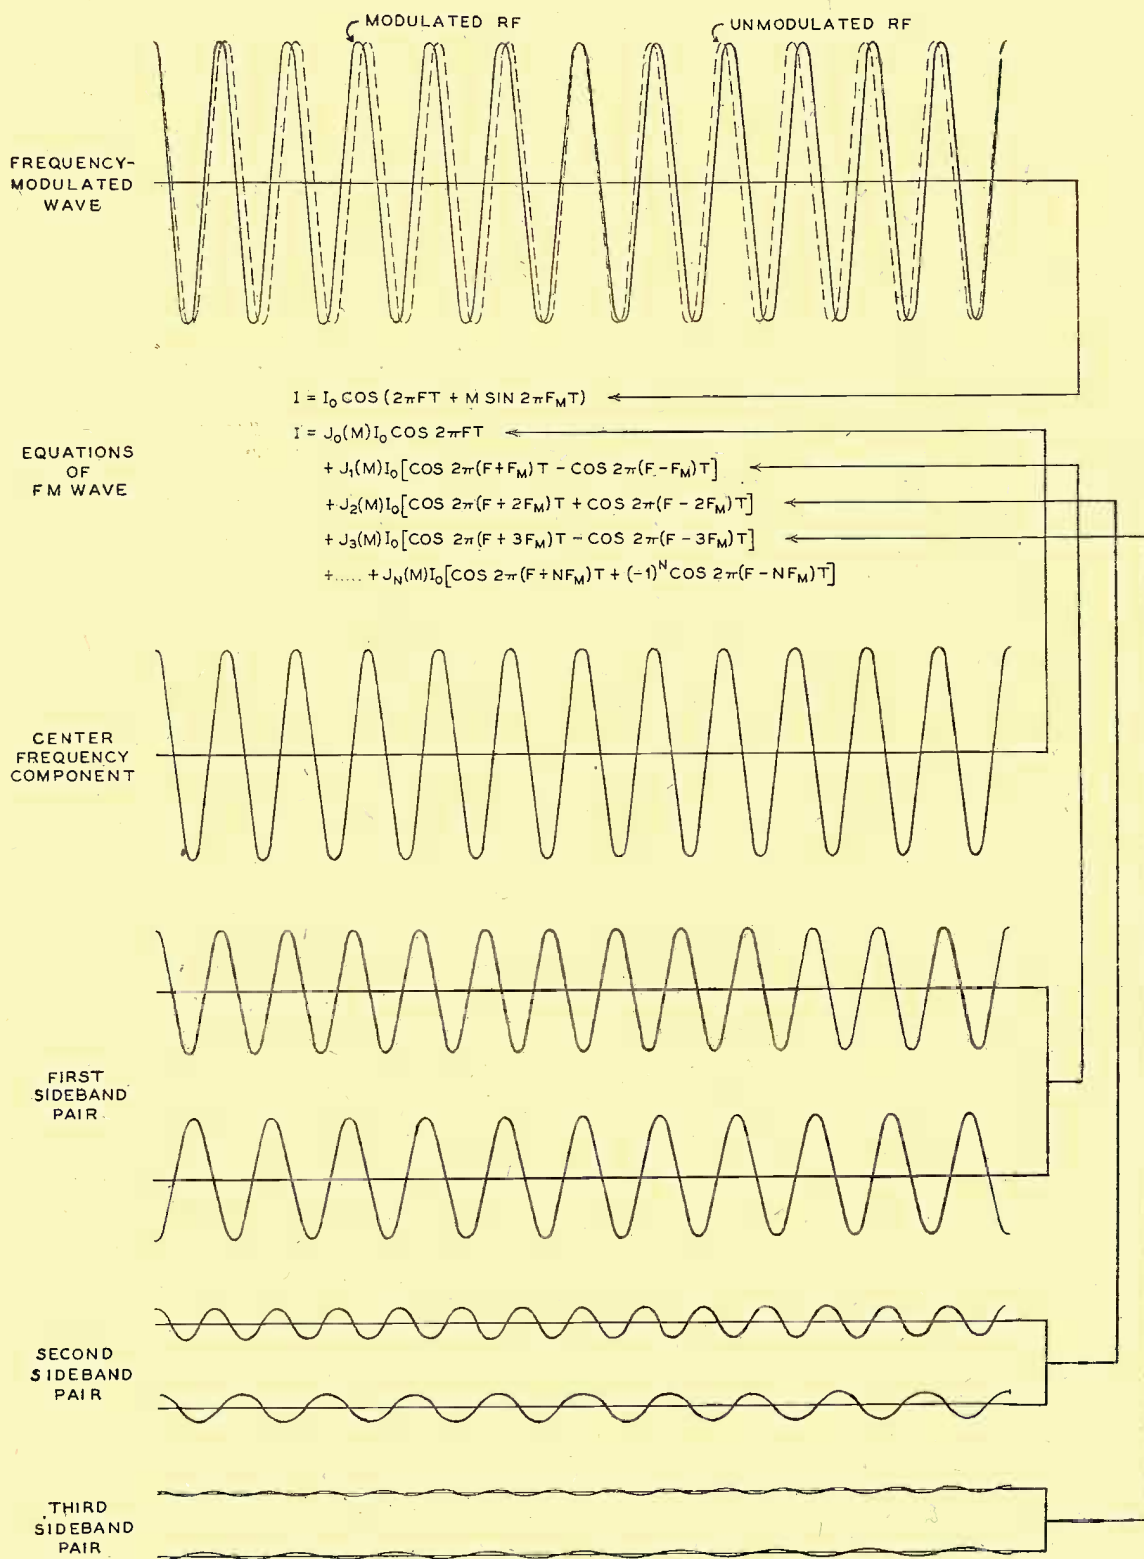 MODULATED RF
UNMODULATED RF
FREQUENCY-
MODULATED
WAVE
EQUATIONS
OF
FM WAVE
I = I₀ COS (2πFT + M SIN 2πF_MT)
I = J₀(M)I₀ COS 2πFT
+ J₁(M)I₀[COS 2π(F+F_M)T - COS 2π(F-F_M)T]
+ J₂(M)I₀[COS 2π(F + 2F_M)T + COS 2π(F - 2F_M)T]
+ J₃(M)I₀[COS 2π(F + 3F_M)T - COS 2π(F - 3F_M)T]
+..... + J_N(M)I₀[COS 2π(F+NF_M)T + (-1)^N COS 2π(F-NF_M)T]
CENTER
FREQUENCY
COMPONENT
FIRST
SIDEBAND
PAIR
SECOND
SIDEBAND
PAIR
THIRD
SIDEBAND
PAIR